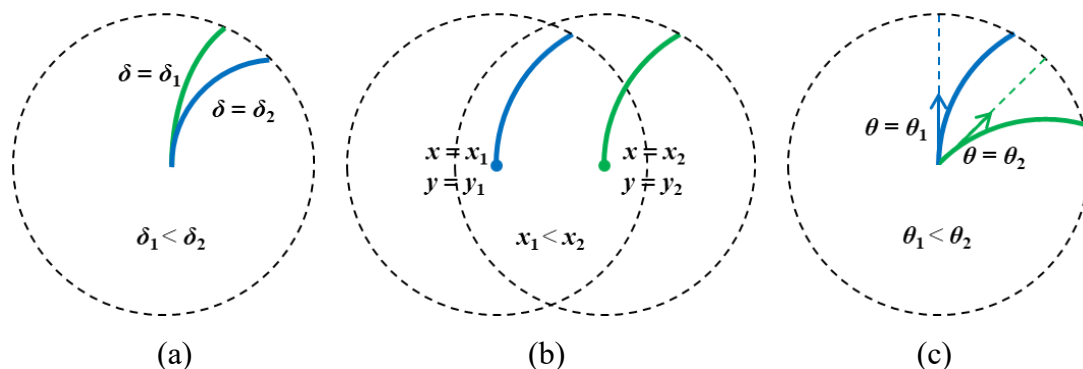 δ = δ₁
δ = δ₂
δ₁ < δ₂
(a)
x = x₁
y = y₁
x = x₂
y = y₂
x₁ < x₂
(b)
θ = θ₁
θ = θ₂
θ₁ < θ₂
(c)